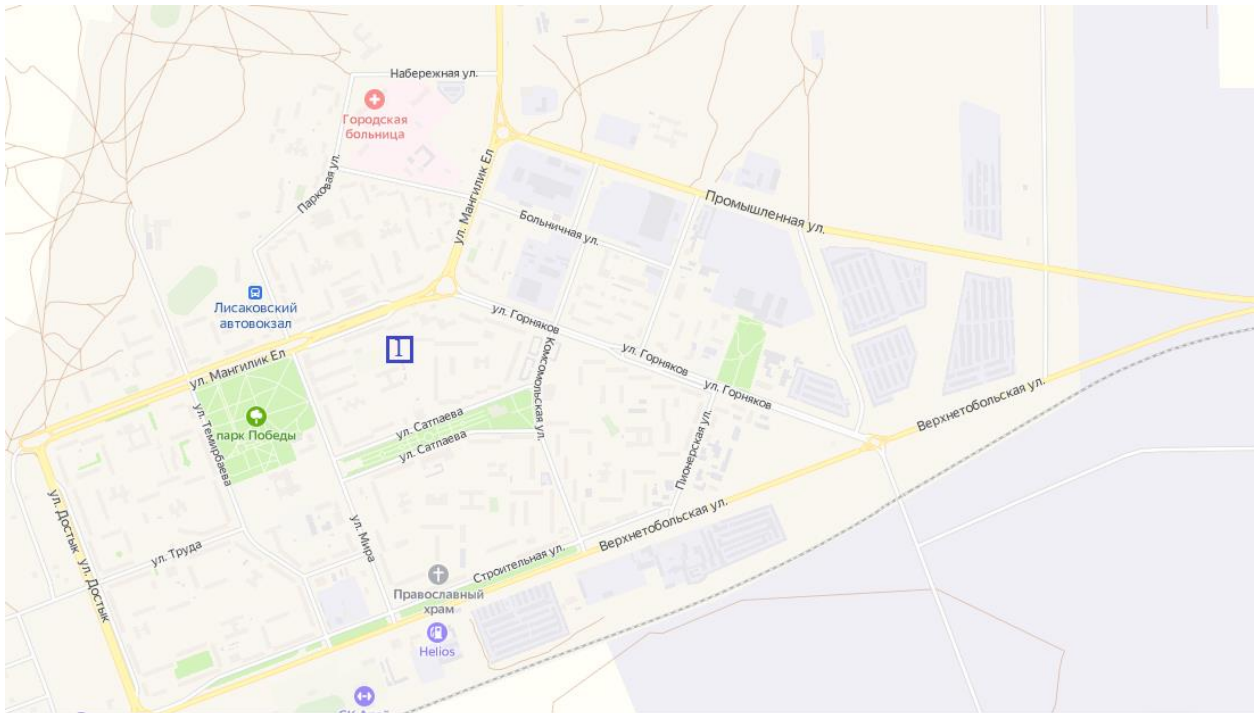 Набережная ул.
Городская
больница
Парковая ул.
ул. Мангилик Ел
Промышленная ул.
Больничная ул.
Лисаковский
автовокзал
ул. Горняков
ул. Горняков
ул. Горняков
Комсомольская ул.
1
ул. Мангилик Ел
ул. Темирбаева
парк Победы
ул. Сатпаева
ул. Сатпаева
Пионерская ул.
Верхнетобольская ул.
ул. Достык
ул. Достык
ул. Труда
ул. Мира
Строительная ул.
Верхнетобольская ул.
Православный
храм
Helios